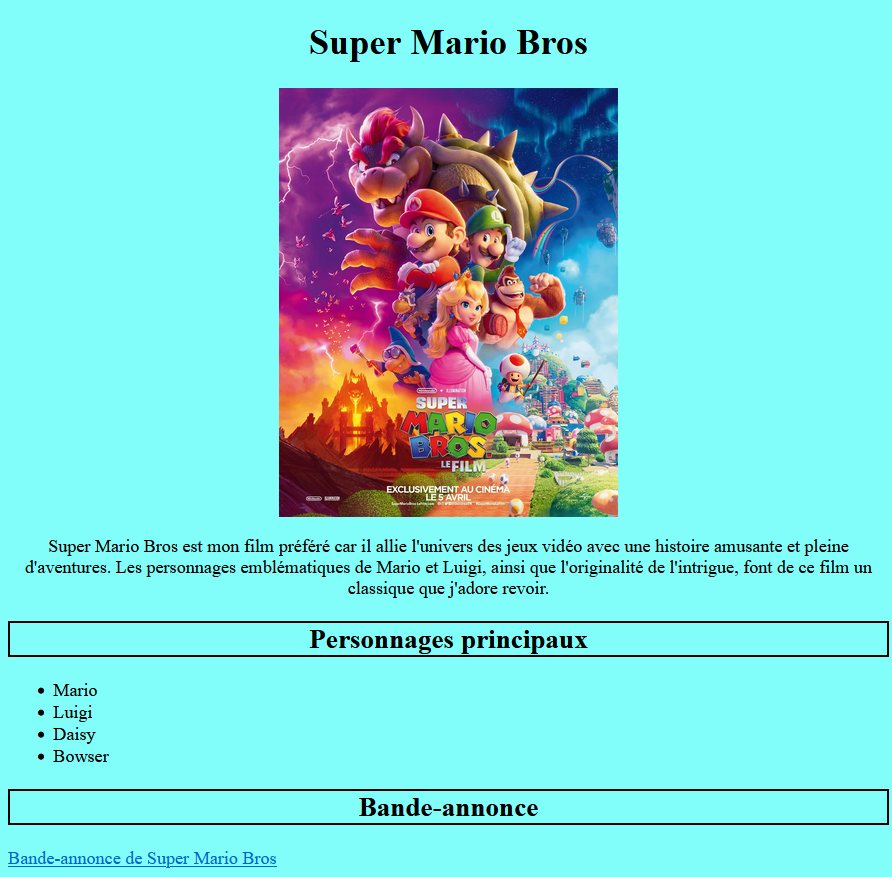 Super Mario Bros
SUPER
MARIO
BROS.
LE FILM
EXCLUSIVEMENT AU CINÉMA
LE 5 AVRIL
Super Mario Bros est mon film préféré car il allie l'univers des jeux vidéo avec une histoire amusante et pleine
d'aventures. Les personnages emblématiques de Mario et Luigi, ainsi que l'originalité de l'intrigue, font de ce film un
classique que j'adore revoir.
Personnages principaux
Mario
Luigi
Daisy
Bowser
Bande-annonce
Bande-annonce de Super Mario Bros